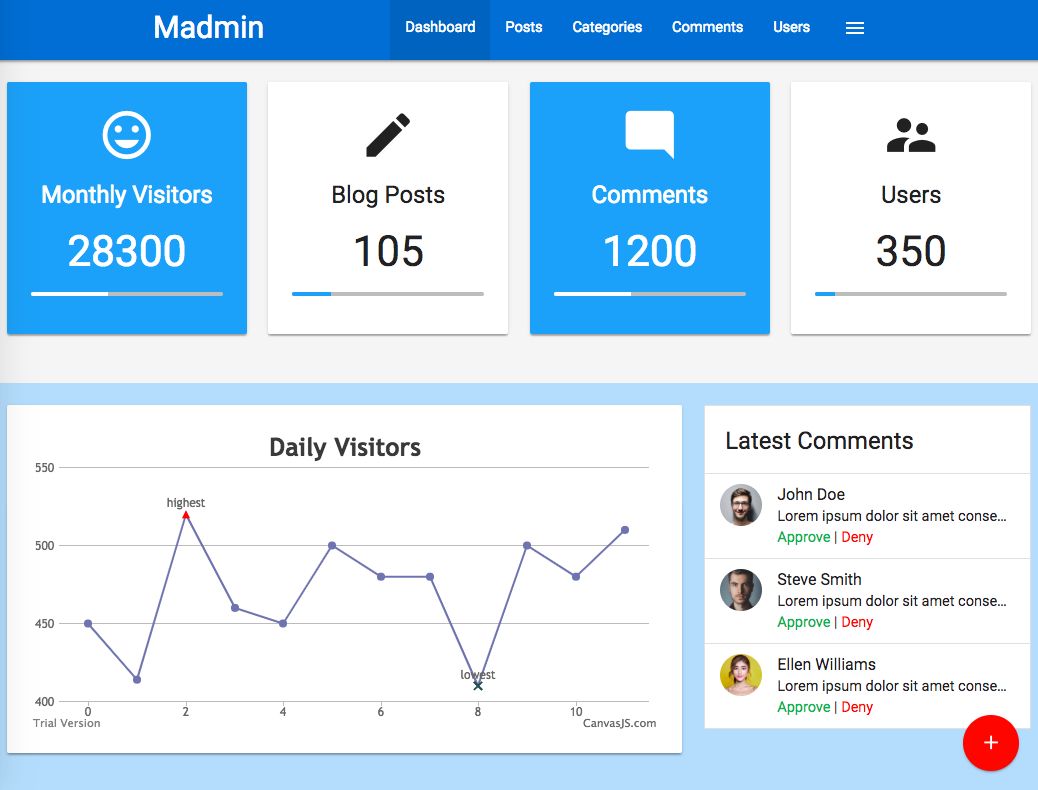 Madmin
Dashboard Posts Categories Comments Users
Monthly Visitors
28300
Blog Posts
105
Comments
1200
Users
350
Daily Visitors
550
500
450
400
highest
lowest
0 2 4 6 8 10
Trial Version
CanvasJS.com
Latest Comments
John Doe
Lorem ipsum dolor sit amet conse...
Approve | Deny
Steve Smith
Lorem ipsum dolor sit amet conse...
Approve | Deny
Ellen Williams
Lorem ipsum dolor sit amet conse...
Approve | Deny
+